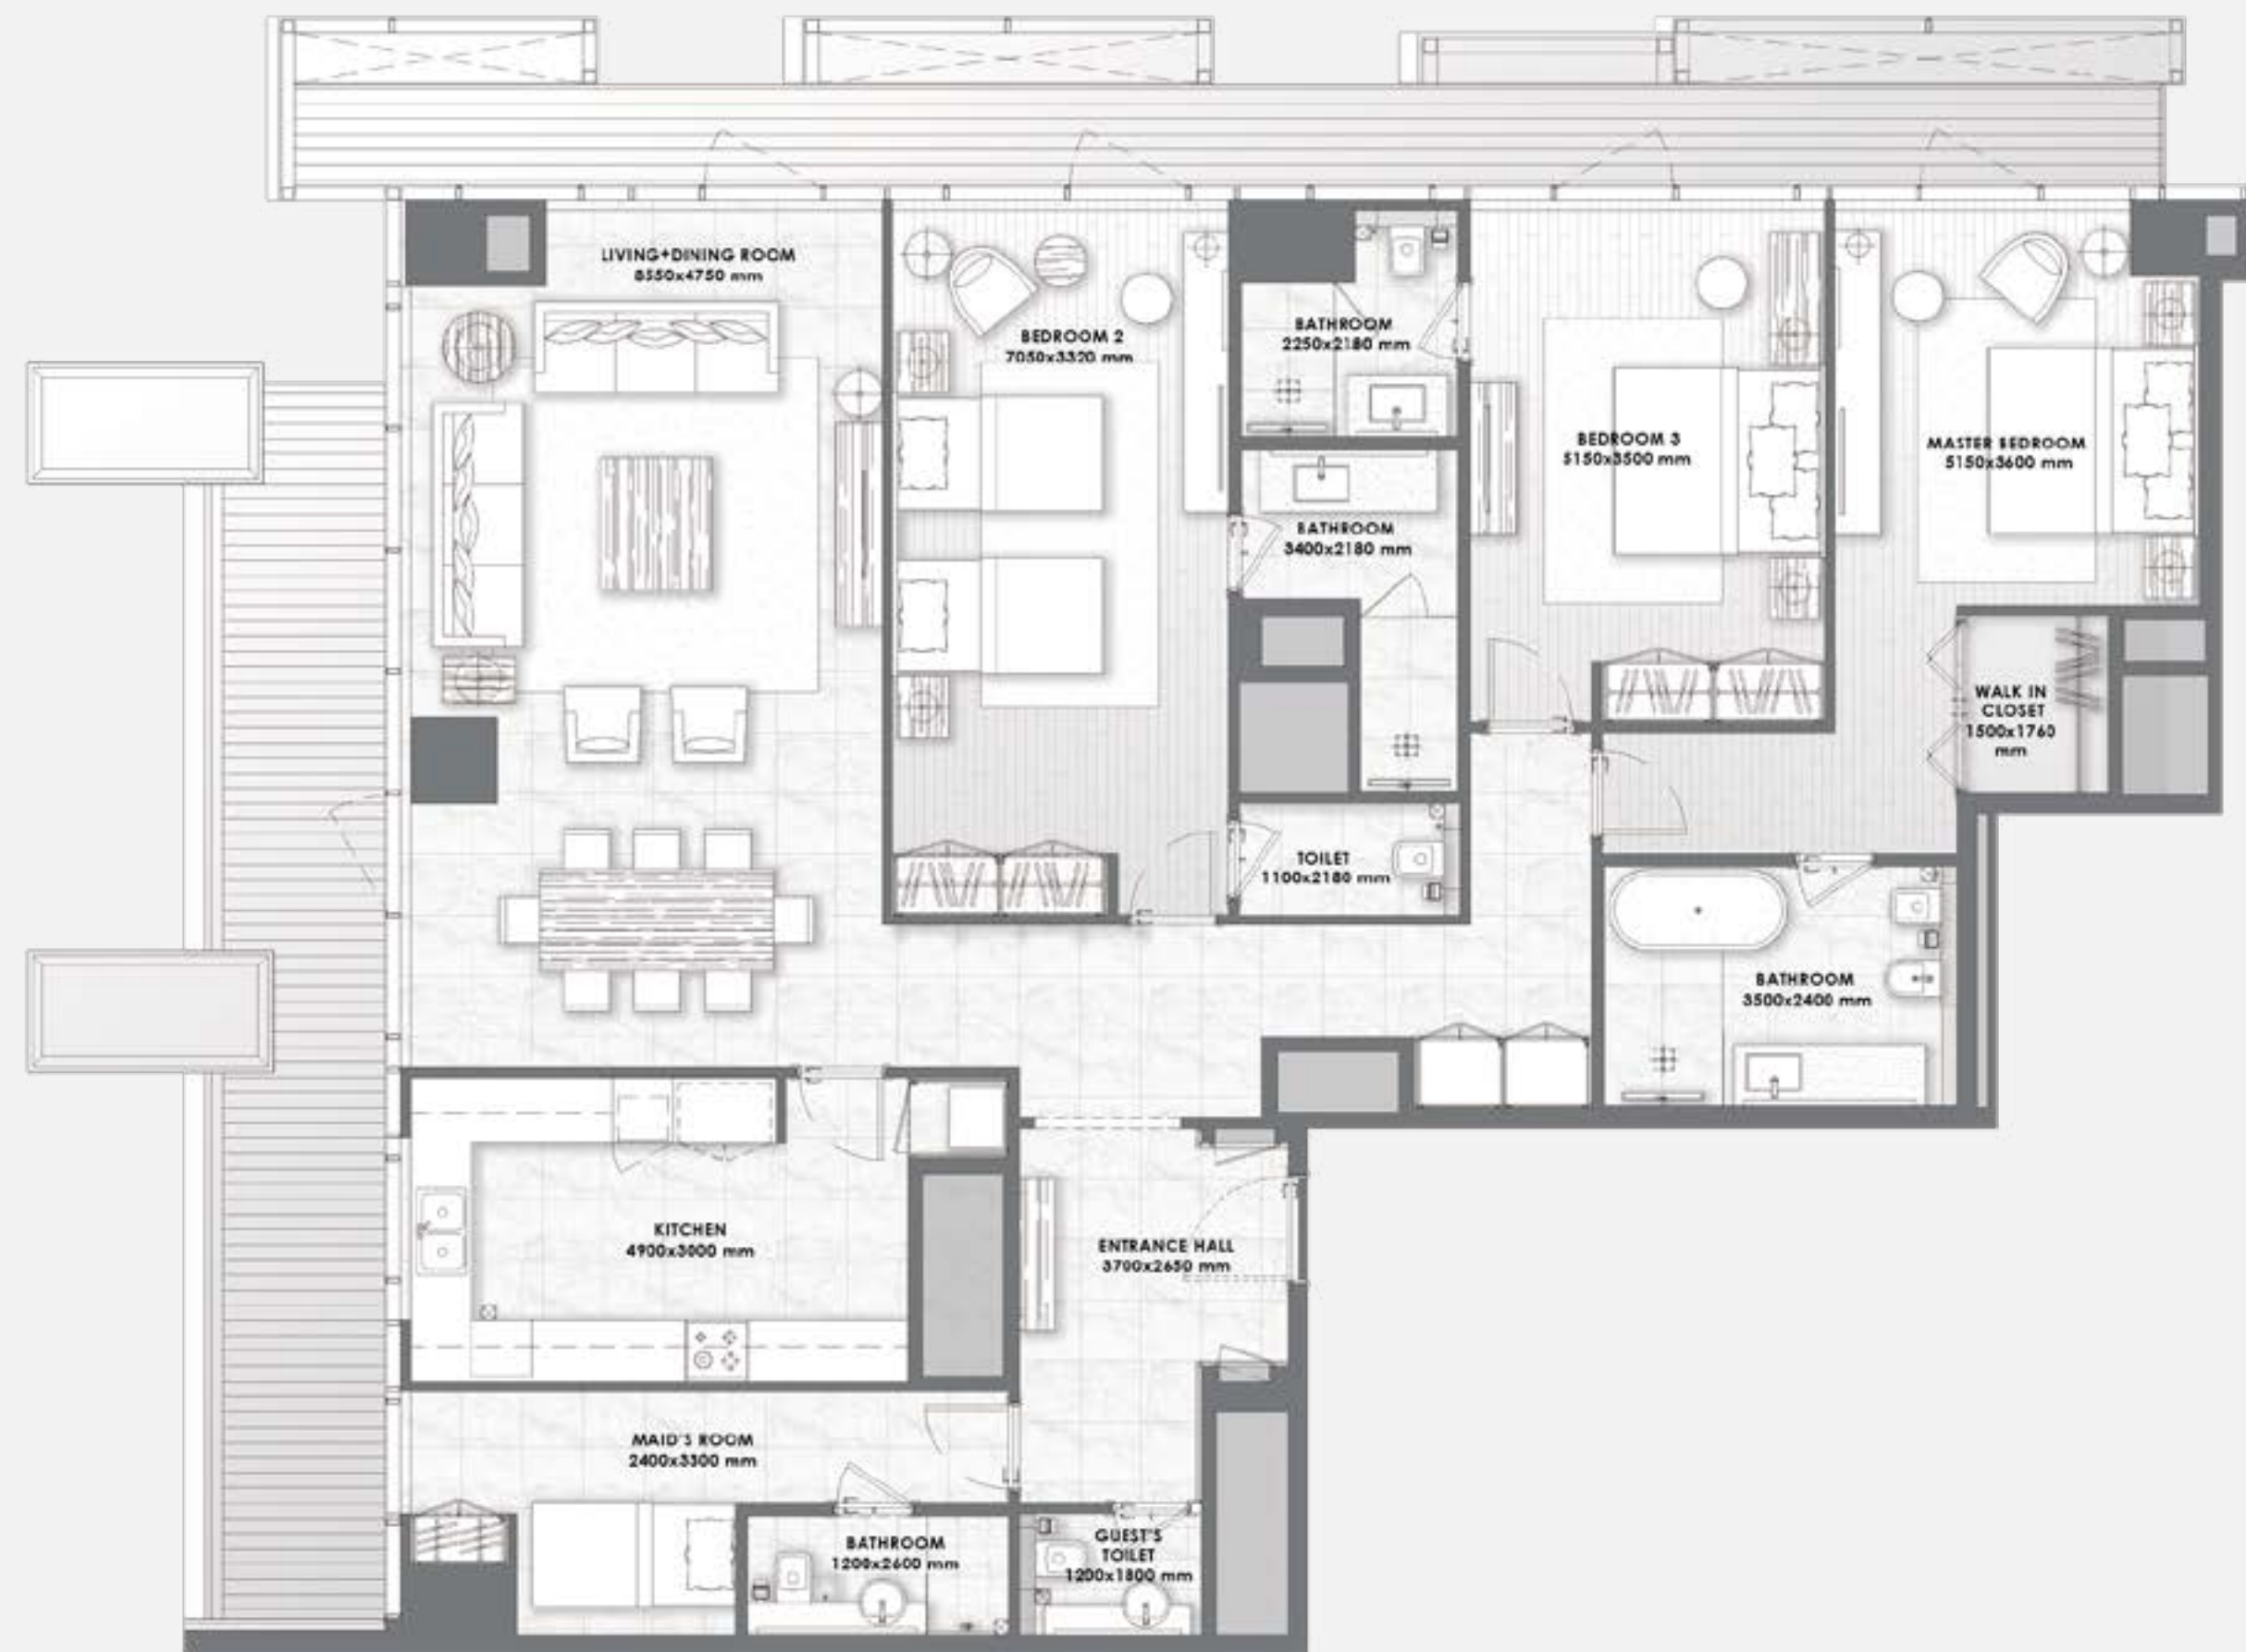 LIVING+DINING ROOM
8550x4750 mm
BEDROOM 2
7050x3320 mm
BATHROOM
2250x2180 mm
BEDROOM 3
5150x3500 mm
MASTER BEDROOM
5150x3600 mm
BATHROOM
3400x2180 mm
WALK IN
CLOSET
1500x1760
mm
TOILET
1100x2180 mm
BATHROOM
3500x2400 mm
KITCHEN
4900x3000 mm
ENTRANCE HALL
3700x2650 mm
MAID'S ROOM
2400x3300 mm
BATHROOM
1200x2600 mm
GUEST'S
TOILET
1200x1800 mm